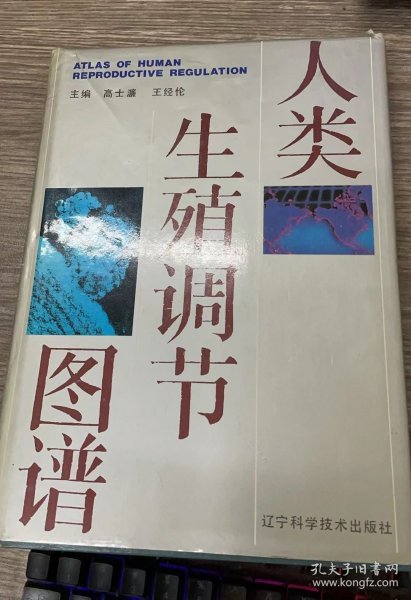 ATLAS OF HUMAN
REPRODUCTIVE REGULATION
主编 高士濂 王经伦
人类
生殖调节
图谱
辽宁科学技术出版社
孔夫子旧书网
www.kongfz.com